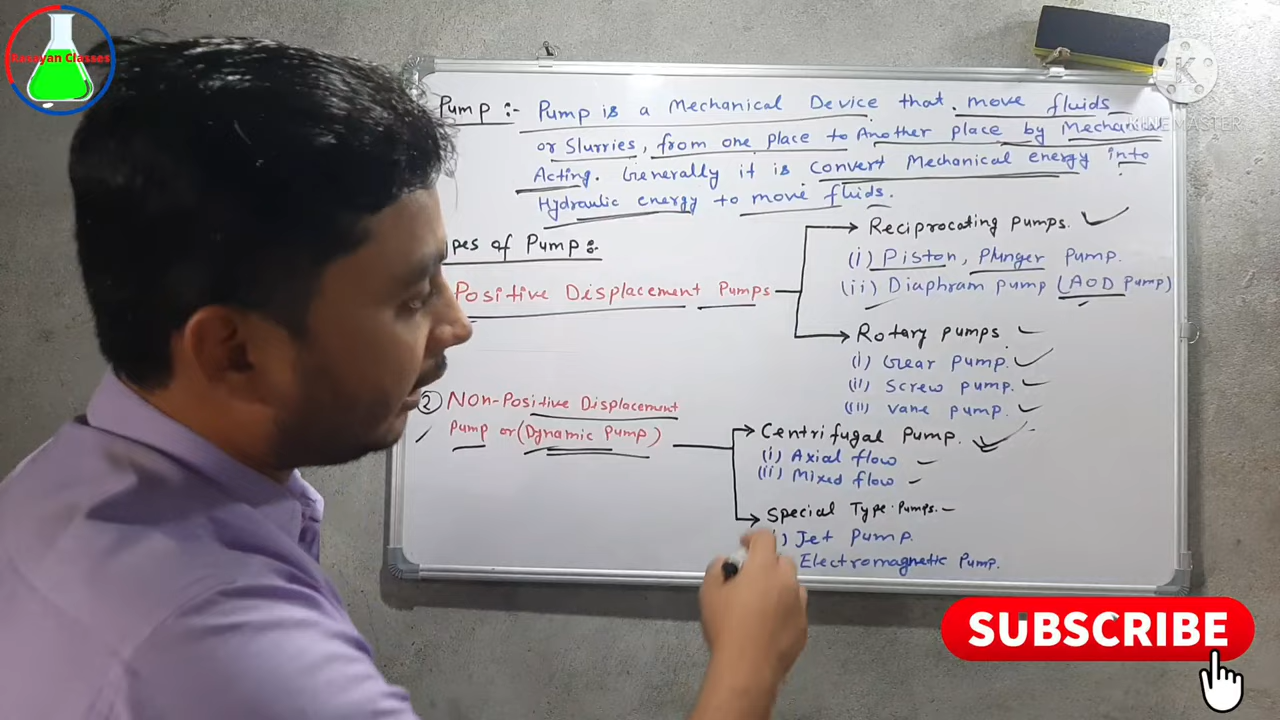 Rasayan Classes
KINEMASTER
Pump :- Pump is a Mechanical Device that move fluids
or Slurries, from one place to Another place by Mechanical
Acting. Generally it is convert Mechanical energy into
Hydraulic energy to move fluids.
pes of Pump:-
Positive Displacement Pumps
Reciprocating pumps.
(i) Piston, Plunger pump.
(ii) Diaphram pump (AOD Pump)
Rotary pumps
(i) Gear pump.
(ii) Screw pump.
(iii) vane pump.
② Non-Positive Displacement
Pump or (Dynamic Pump)
Centrifugal Pump.
(i) Axial flow
(ii) Mixed flow
Special Type Pumps.
) Jet Pump.
Electromagnetic Pump.
SUBSCRIBE